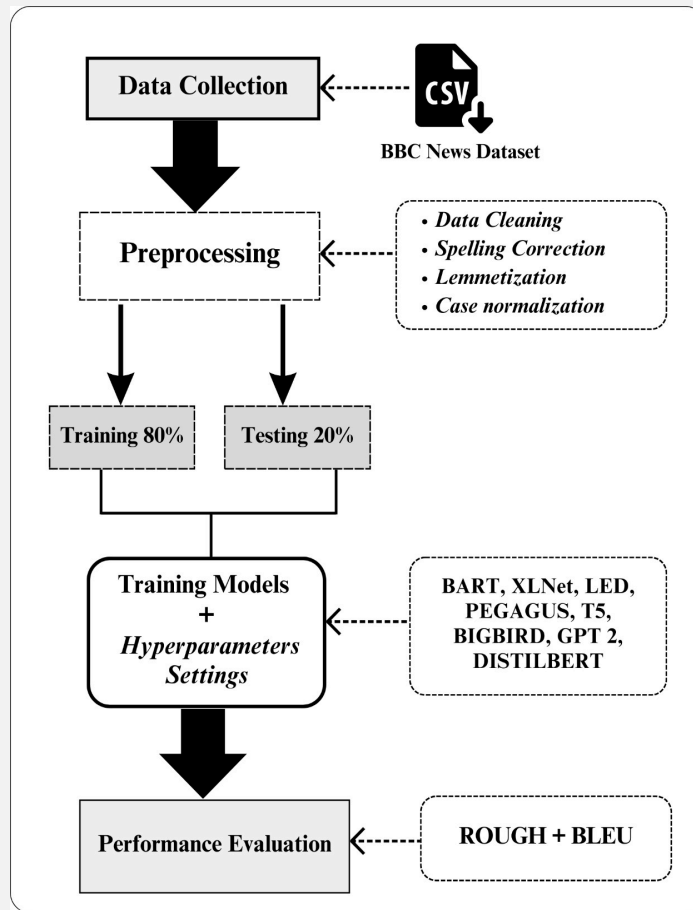 Data Collection
CSV
BBC News Dataset
Preprocessing
• Data Cleaning
• Spelling Correction
• Lemmetization
• Case normalization
Training 80%
Testing 20%
Training Models
+
Hyperparameters
Settings
BART, XLNet, LED,
PEGAGUS, T5,
BIGBIRD, GPT 2,
DISTILBERT
Performance Evaluation
ROUGH + BLEU